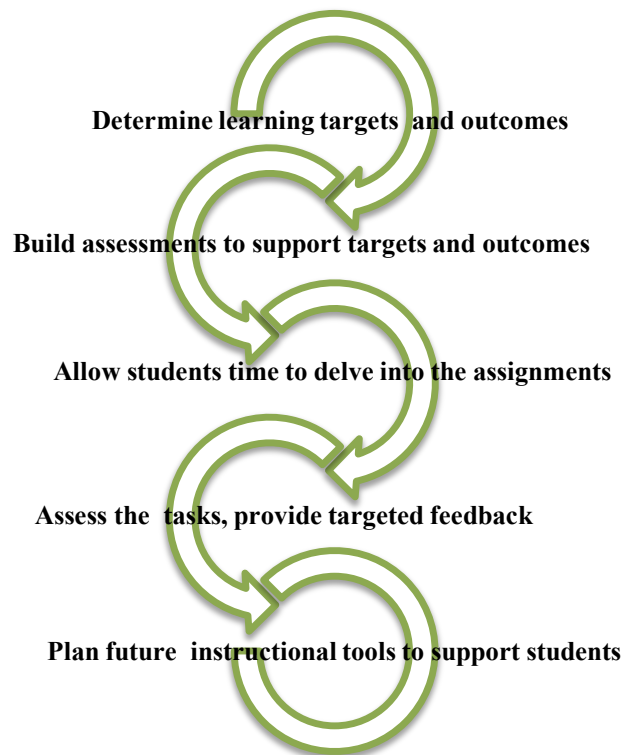 Determine learning targets and outcomes
Build assessments to support targets and outcomes
Allow students time to delve into the assignments
Assess the tasks, provide targeted feedback
Plan future instructional tools to support students